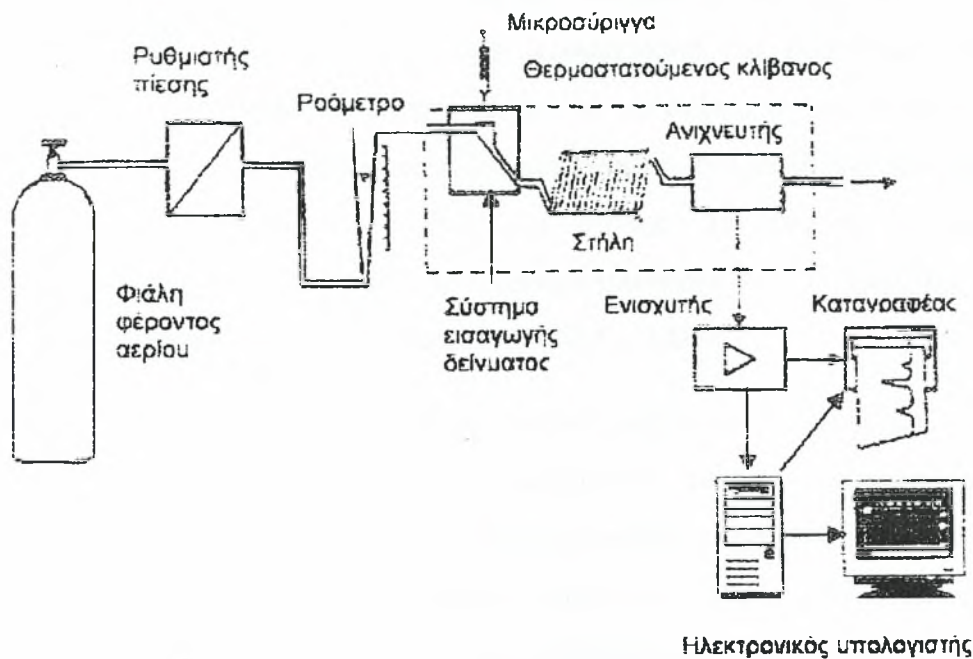 Μικροσύριγγα
Ρυθμιστής
πίεσης
Θερμοστατούμενος κλίβανος
Ροόμετρο
Ανιχνευτής
Στήλη
Φιάλη
φέροντος
αερίου
Σύστημα
εισαγωγής
δείγματος
Ενισχυτής
Καταγραφέας
Ηλεκτρονικός υπολογιστής